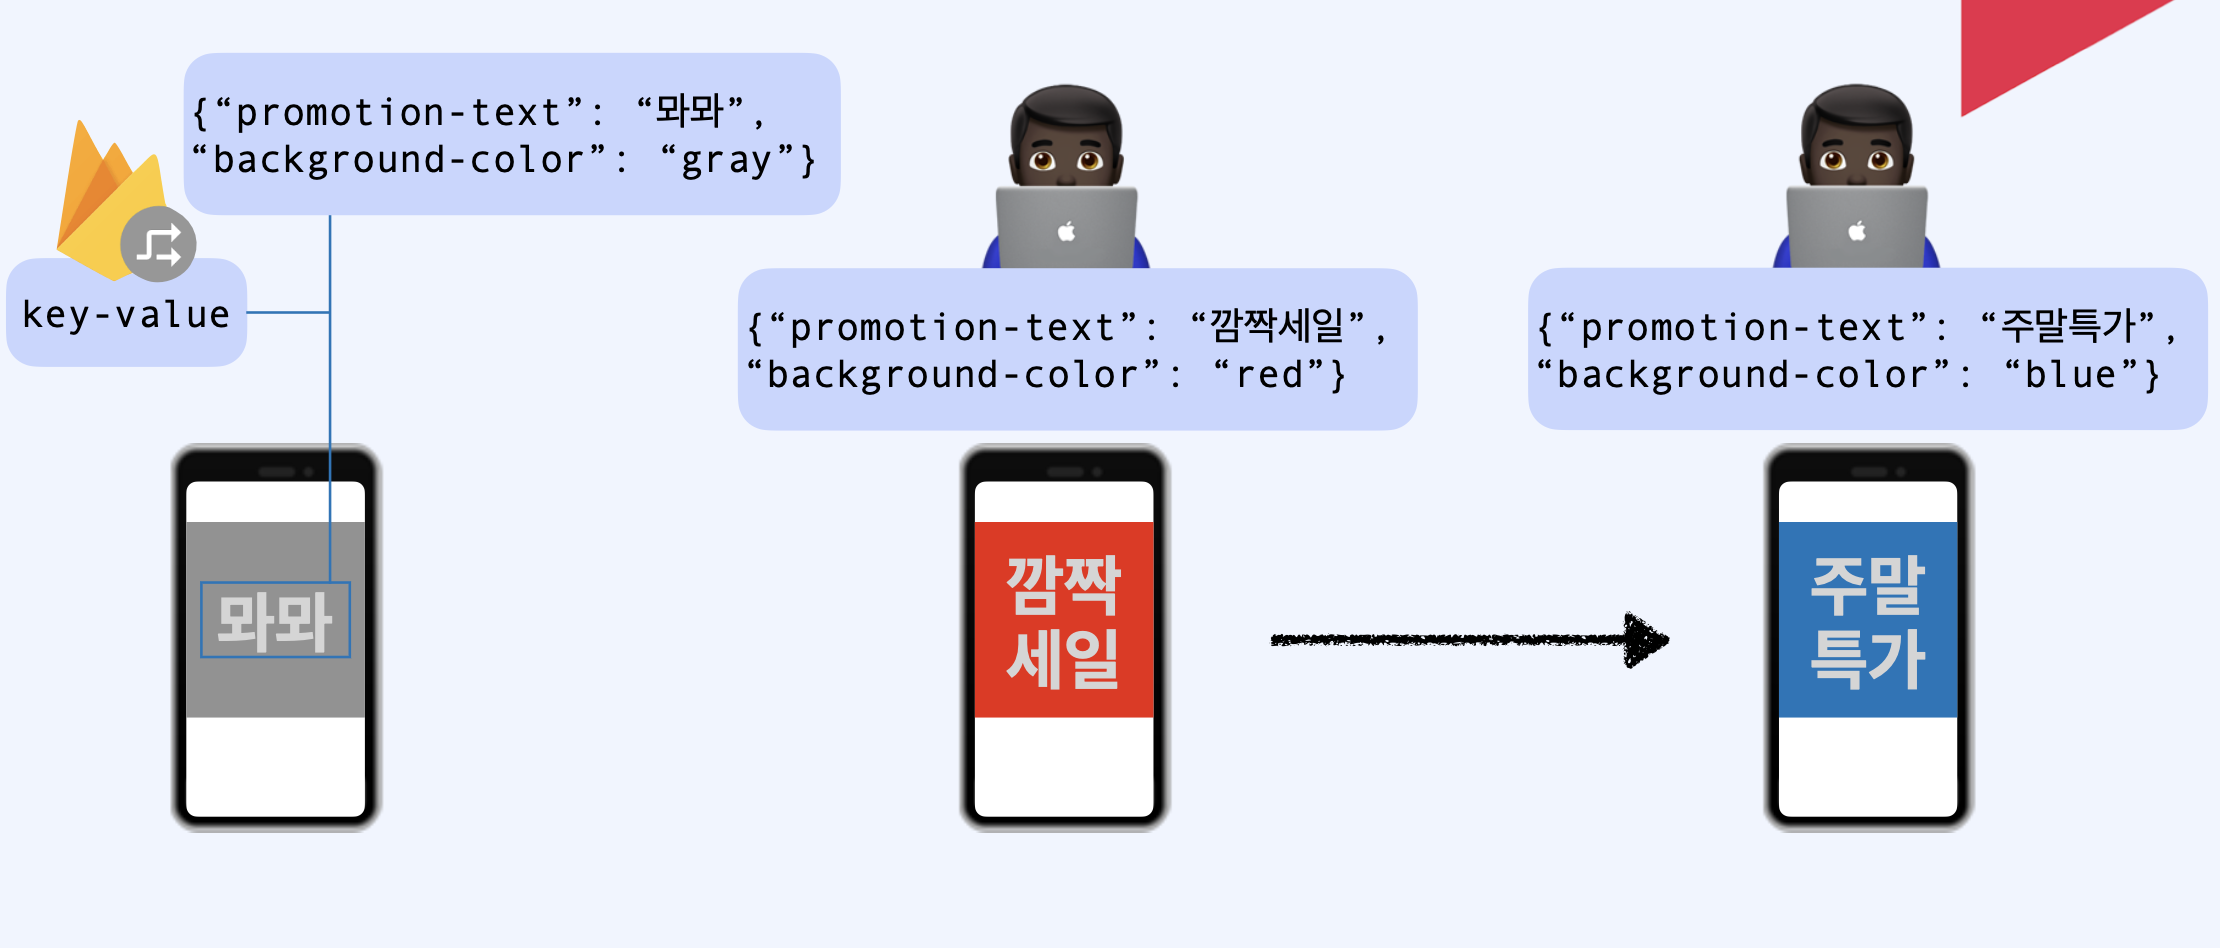 {“promotion-text”: “뫄뫄”,
“background-color”: “gray”}
key-value
뫄뫄
{“promotion-text”: “깜짝세일”,
“background-color”: “red”}
깜짝
세일
{“promotion-text”: “주말특가”,
“background-color”: “blue”}
주말
특가